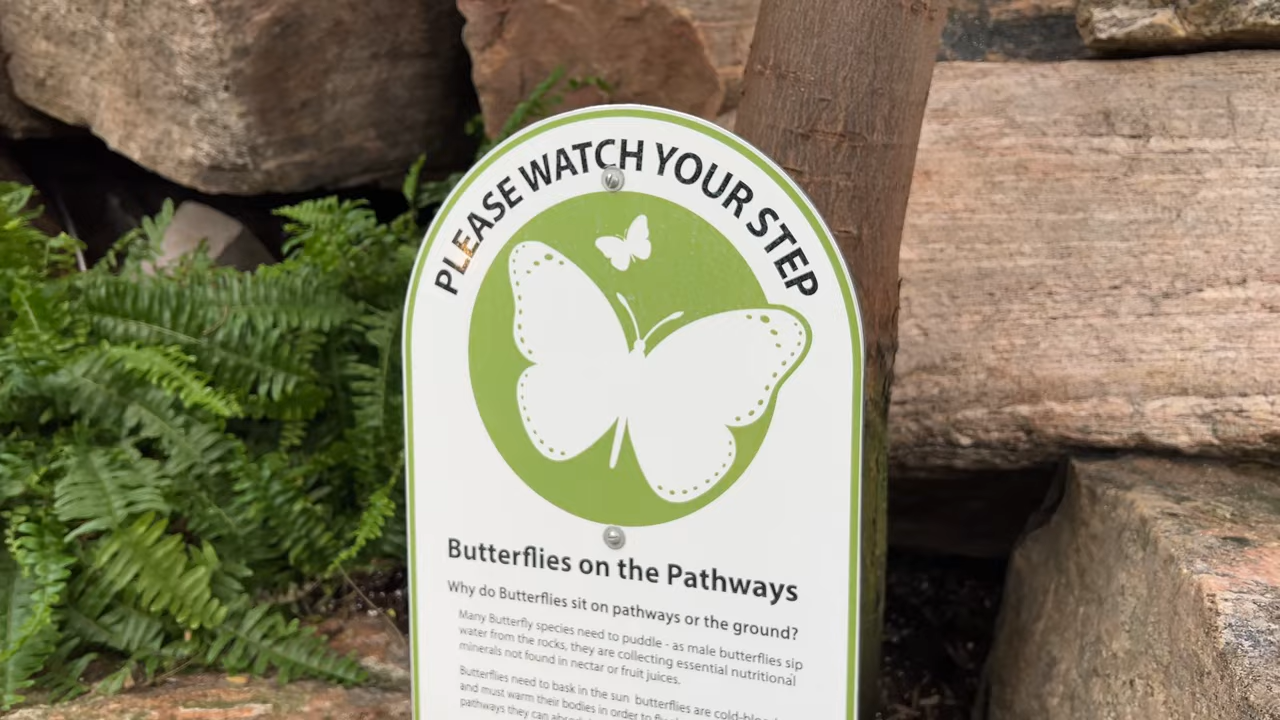 PLEASE WATCH YOUR STEP
Butterflies on the Pathways
Why do Butterflies sit on pathways or the ground?
Many Butterfly species need to puddle - as male butterflies sip
water from the rocks, they are collecting essential nutritional
minerals not found in nectar or fruit juices.
Butterflies need to bask in the sun butterflies are
and must warm their bodies in order to
pathways they can